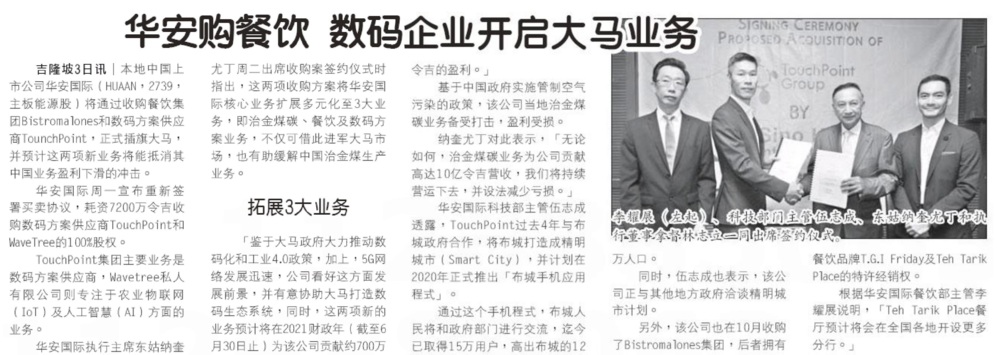 华安购餐饮 数码企业开启大马业务
吉隆坡3日讯｜本地中国上
市公司华安国际（HUAAN，2739，
主板能源股）将通过收购餐饮集
团Bistromalones和数码方案供应
商TounchPoint，正式插旗大马，
并预计这两项新业务将能抵消其
中国业务盈利下滑的冲击。
华安国际周一宣布重新签
署买卖协议，耗资7200万令吉收
购数码方案供应商TouchPoint和
WaveTree的100%股权。
TouchPoint集团主要业务是
数码方案供应商，Wavetree私人
有限公司则专注于农业物联网
（IoT）及人工智慧（AI）方面的
业务。
华安国际执行主席东姑纳奎
尤丁周二出席收购案签约仪式时
指出，这两项收购方案将华安国
际核心业务扩展多元化至3大业
务，即冶金煤碳、餐饮及数码方
案业务，不仅可借此进军大马市
场，也有助缓解中国冶金煤生产
业务。
拓展3大业务
「鉴于大马政府大力推动数
码化和工业4.0政策，加上，5G网
络发展迅速，公司看好这方面发
展前景，并有意协助大马打造数
码生态系统，同时，这两项新的
业务预计将在2021财政年（截至6
月30日止）为该公司贡献约700万
令吉的盈利。」
基于中国政府实施管制空气
污染的政策，该公司当地冶金煤
碳业务备受打击，盈利受损。
纳奎尤丁对此表示，「无论
如何，冶金煤碳业务为公司贡献
高达10亿令吉营收，我们将持续
营运下去，并设法减少亏损。」
华安国际科技部主管伍志成
透露，TouchPoint过去4年与布
城政府合作，将布城打造成精明
城市（Smart City），并计划在
2020年正式推出「布城手机应用
程式」。
通过这个手机程式，布城人
民将和政府部门进行交流，迄今
已取得15万用户，高出布城的12
SIGNING CEREMONY
PROPOSED ACQUISITION OF
TouchPoint
Group
BY
Sino
李耀展（左起）、科技部门主管伍志成、东姑纳奎尤丁和执
行董事拿督林志立一同出席签约仪式。
万人口。
同时，伍志成也表示，该公
司正与其他地方政府洽谈精明城
市计划。
另外，该公司也在10月收购
了Bistromalones集团，后者拥有
餐饮品牌T.G.I Friday及Teh Tarik
Place的特许经销权。
根据华安国际餐饮部主管李
耀展说明，「Teh Tarik Place餐
厅预计将会在全国各地开设更多
分行。」